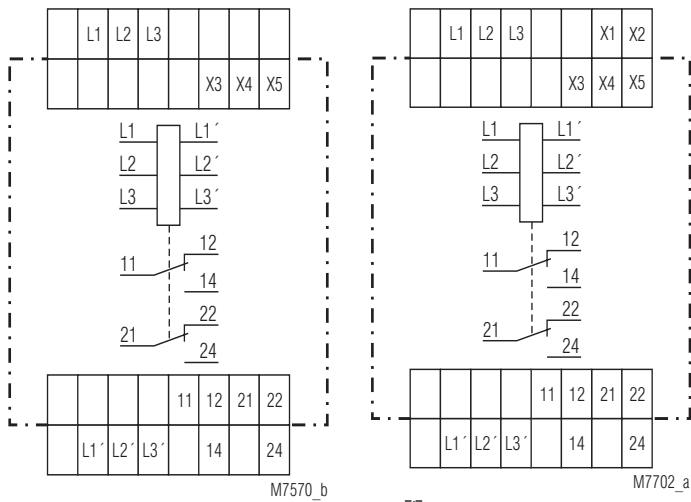 L1 L2 L3
X3 X4 X5
L1 L1´
L2 L2´
L3 L3´
12
11
14
22
21
24
11 12 21 22
L1´ L2´ L3´ 14 24
M7570_b
L1 L2 L3 X1 X2
X3 X4 X5
L1 L1´
L2 L2´
L3 L3´
12
11
14
22
21
24
11 12 21 22
L1´ L2´ L3´ 14 24
M7702_a